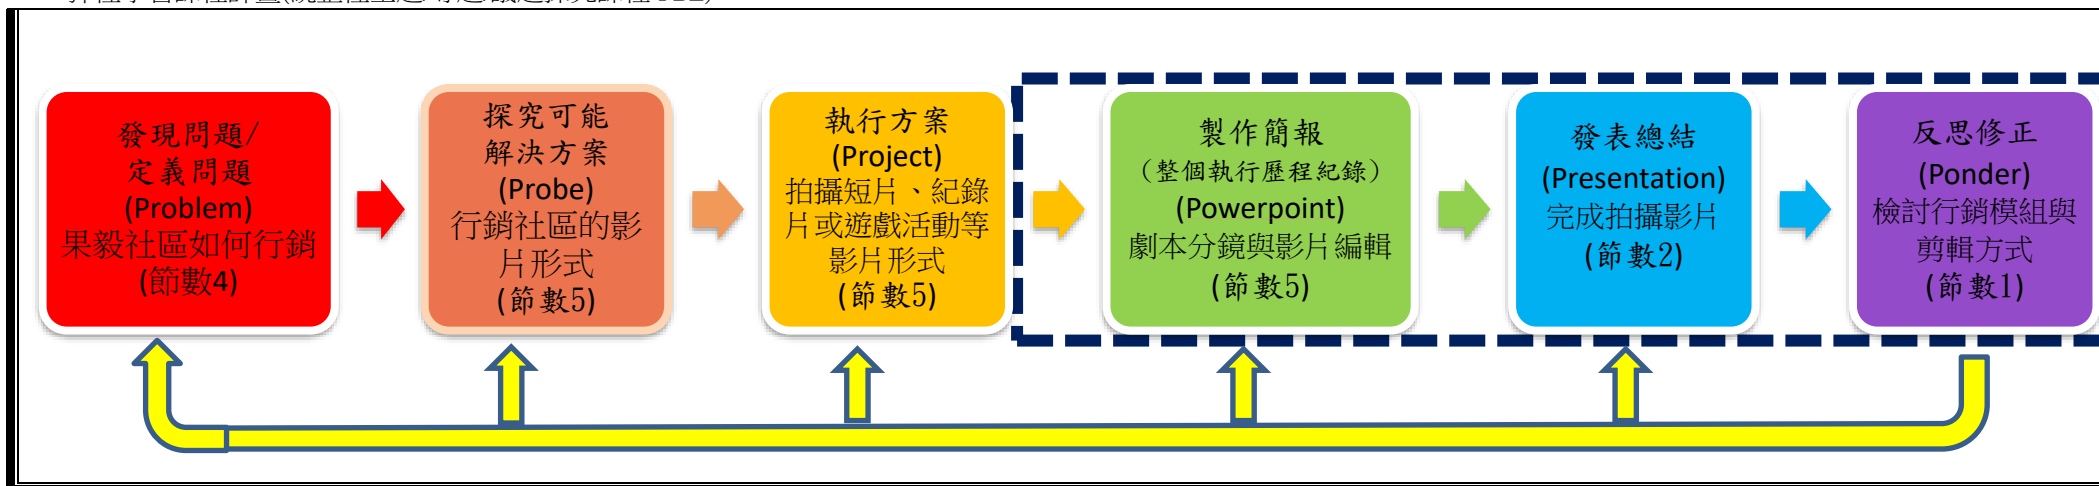 發現問題/
定義問題
(Problem)
果毅社區如何行銷
(節數4)
探究可能
解決方案
(Probe)
行銷社區的影
片形式
(節數5)
執行方案
(Project)
拍攝短片、紀錄
片或遊戲活動等
影片形式
(節數5)
製作簡報
（整個執行歷程紀錄）
(Powerpoint)
劇本分鏡與影片編輯
(節數5)
發表總結
(Presentation)
完成拍攝影片
(節數2)
反思修正
(Ponder)
檢討行銷模組與
剪輯方式
(節數1)